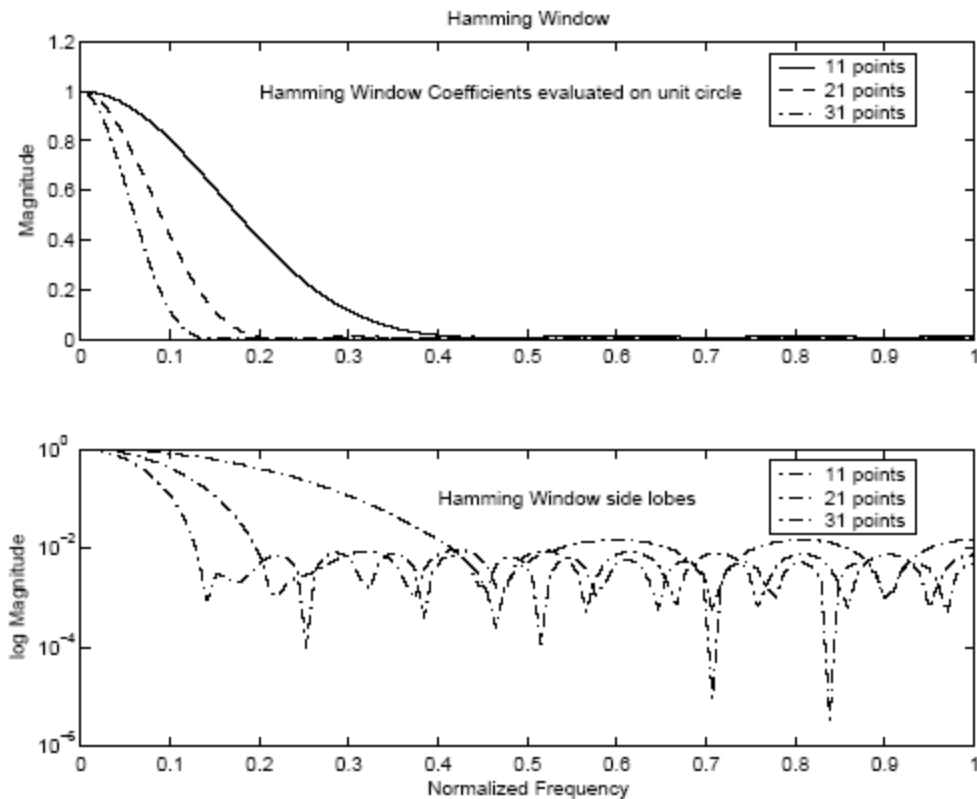 Hamming Window
1.2
1
0.8
0.6
0.4
0.2
0
Magnitude
Hamming Window Coefficients evaluated on unit circle
11 points
21 points
31 points
0 0.1 0.2 0.3 0.4 0.5 0.6 0.7 0.8 0.9 1
10^0
10^-2
10^-4
10^-6
log Magnitude
Hamming Window side lobes
11 points
21 points
31 points
0 0.1 0.2 0.3 0.4 0.5 0.6 0.7 0.8 0.9 1
Normalized Frequency